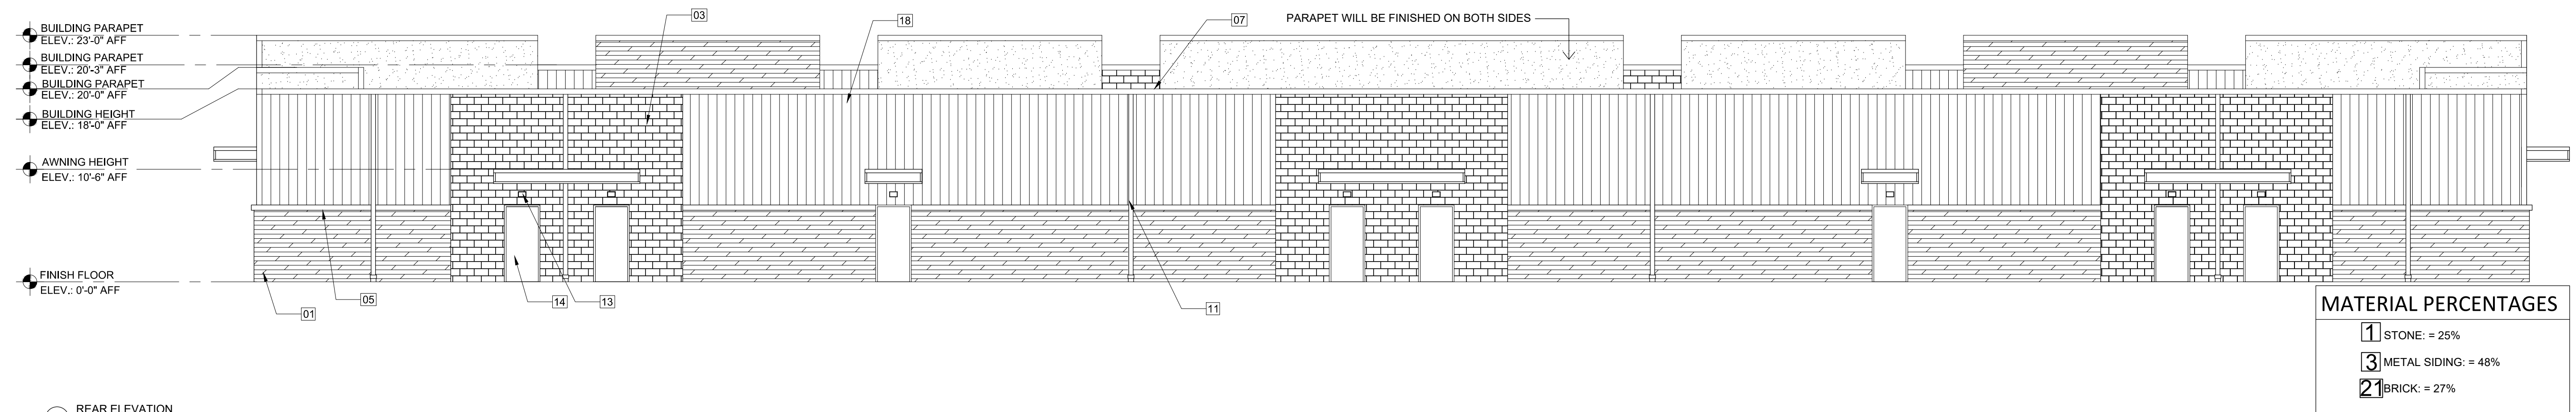 BUILDING PARAPET
ELEV.: 23'-0" AFF
BUILDING PARAPET
ELEV.: 20'-3" AFF
BUILDING PARAPET
ELEV.: 20'-0" AFF
BUILDING HEIGHT
ELEV.: 18'-0" AFF
AWNING HEIGHT
ELEV.: 10'-6" AFF
FINISH FLOOR
ELEV.: 0'-0" AFF
03
18
07
PARAPET WILL BE FINISHED ON BOTH SIDES
01
05
14
13
11
MATERIAL PERCENTAGES
1 STONE: = 25%
3 METAL SIDING: = 48%
21 BRICK: = 27%
REAR ELEVATION